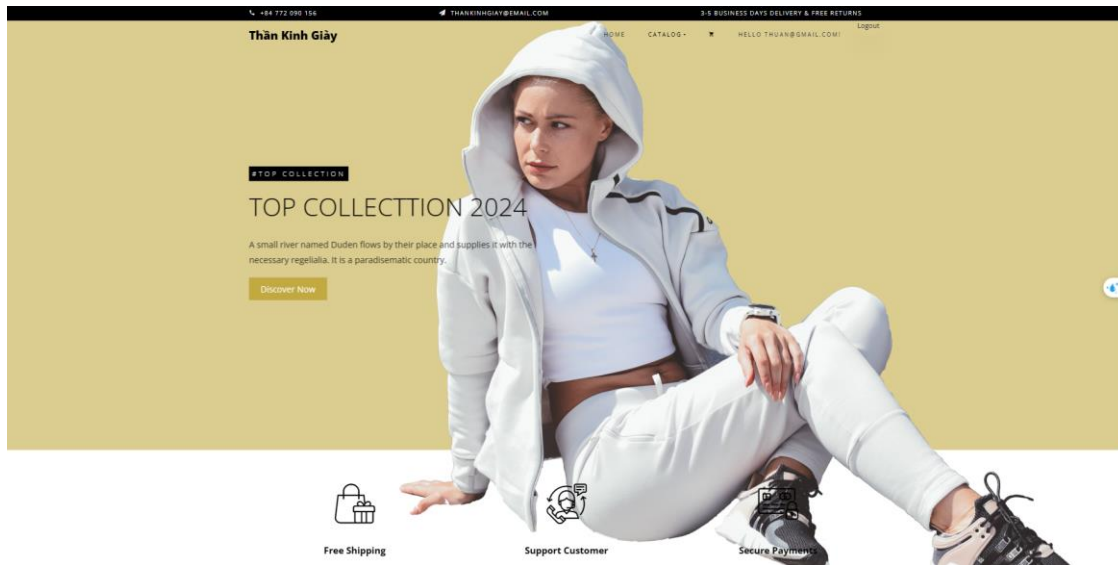 +84 772 090 156
THANKINHGIAY@EMAIL.COM
3-5 BUSINESS DAYS DELIVERY & FREE RETURNS
Thần Kinh Giày
HOME
CATALOG
HELLO THUAN@GMAIL.COM!
Logout
#TOP COLLECTION
TOP COLLECTTION 2024
A small river named Duden flows by their place and supplies it with the
necessary regelialia. It is a paradisematic country.
Discover Now
Free Shipping
Support Customer
Secure Payments